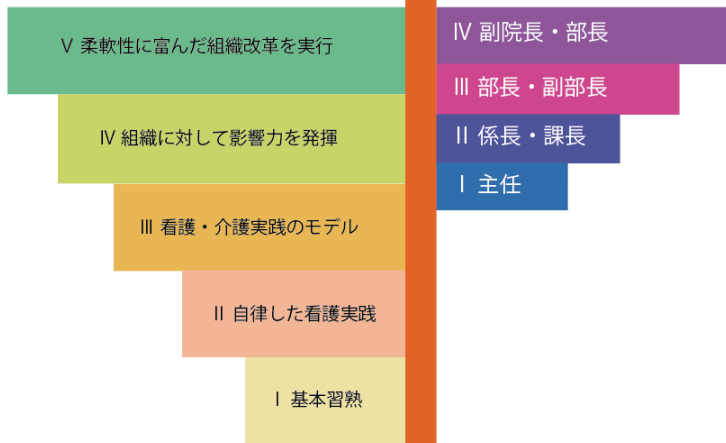 Ⅴ 柔軟性に富んだ組織改革を実行
Ⅳ 組織に対して影響力を発揮
Ⅲ 看護・介護実践のモデル
Ⅱ 自律した看護実践
Ⅰ 基本習熟
Ⅳ 副院長・部長
Ⅲ 部長・副部長
Ⅱ 係長・課長
Ⅰ 主任